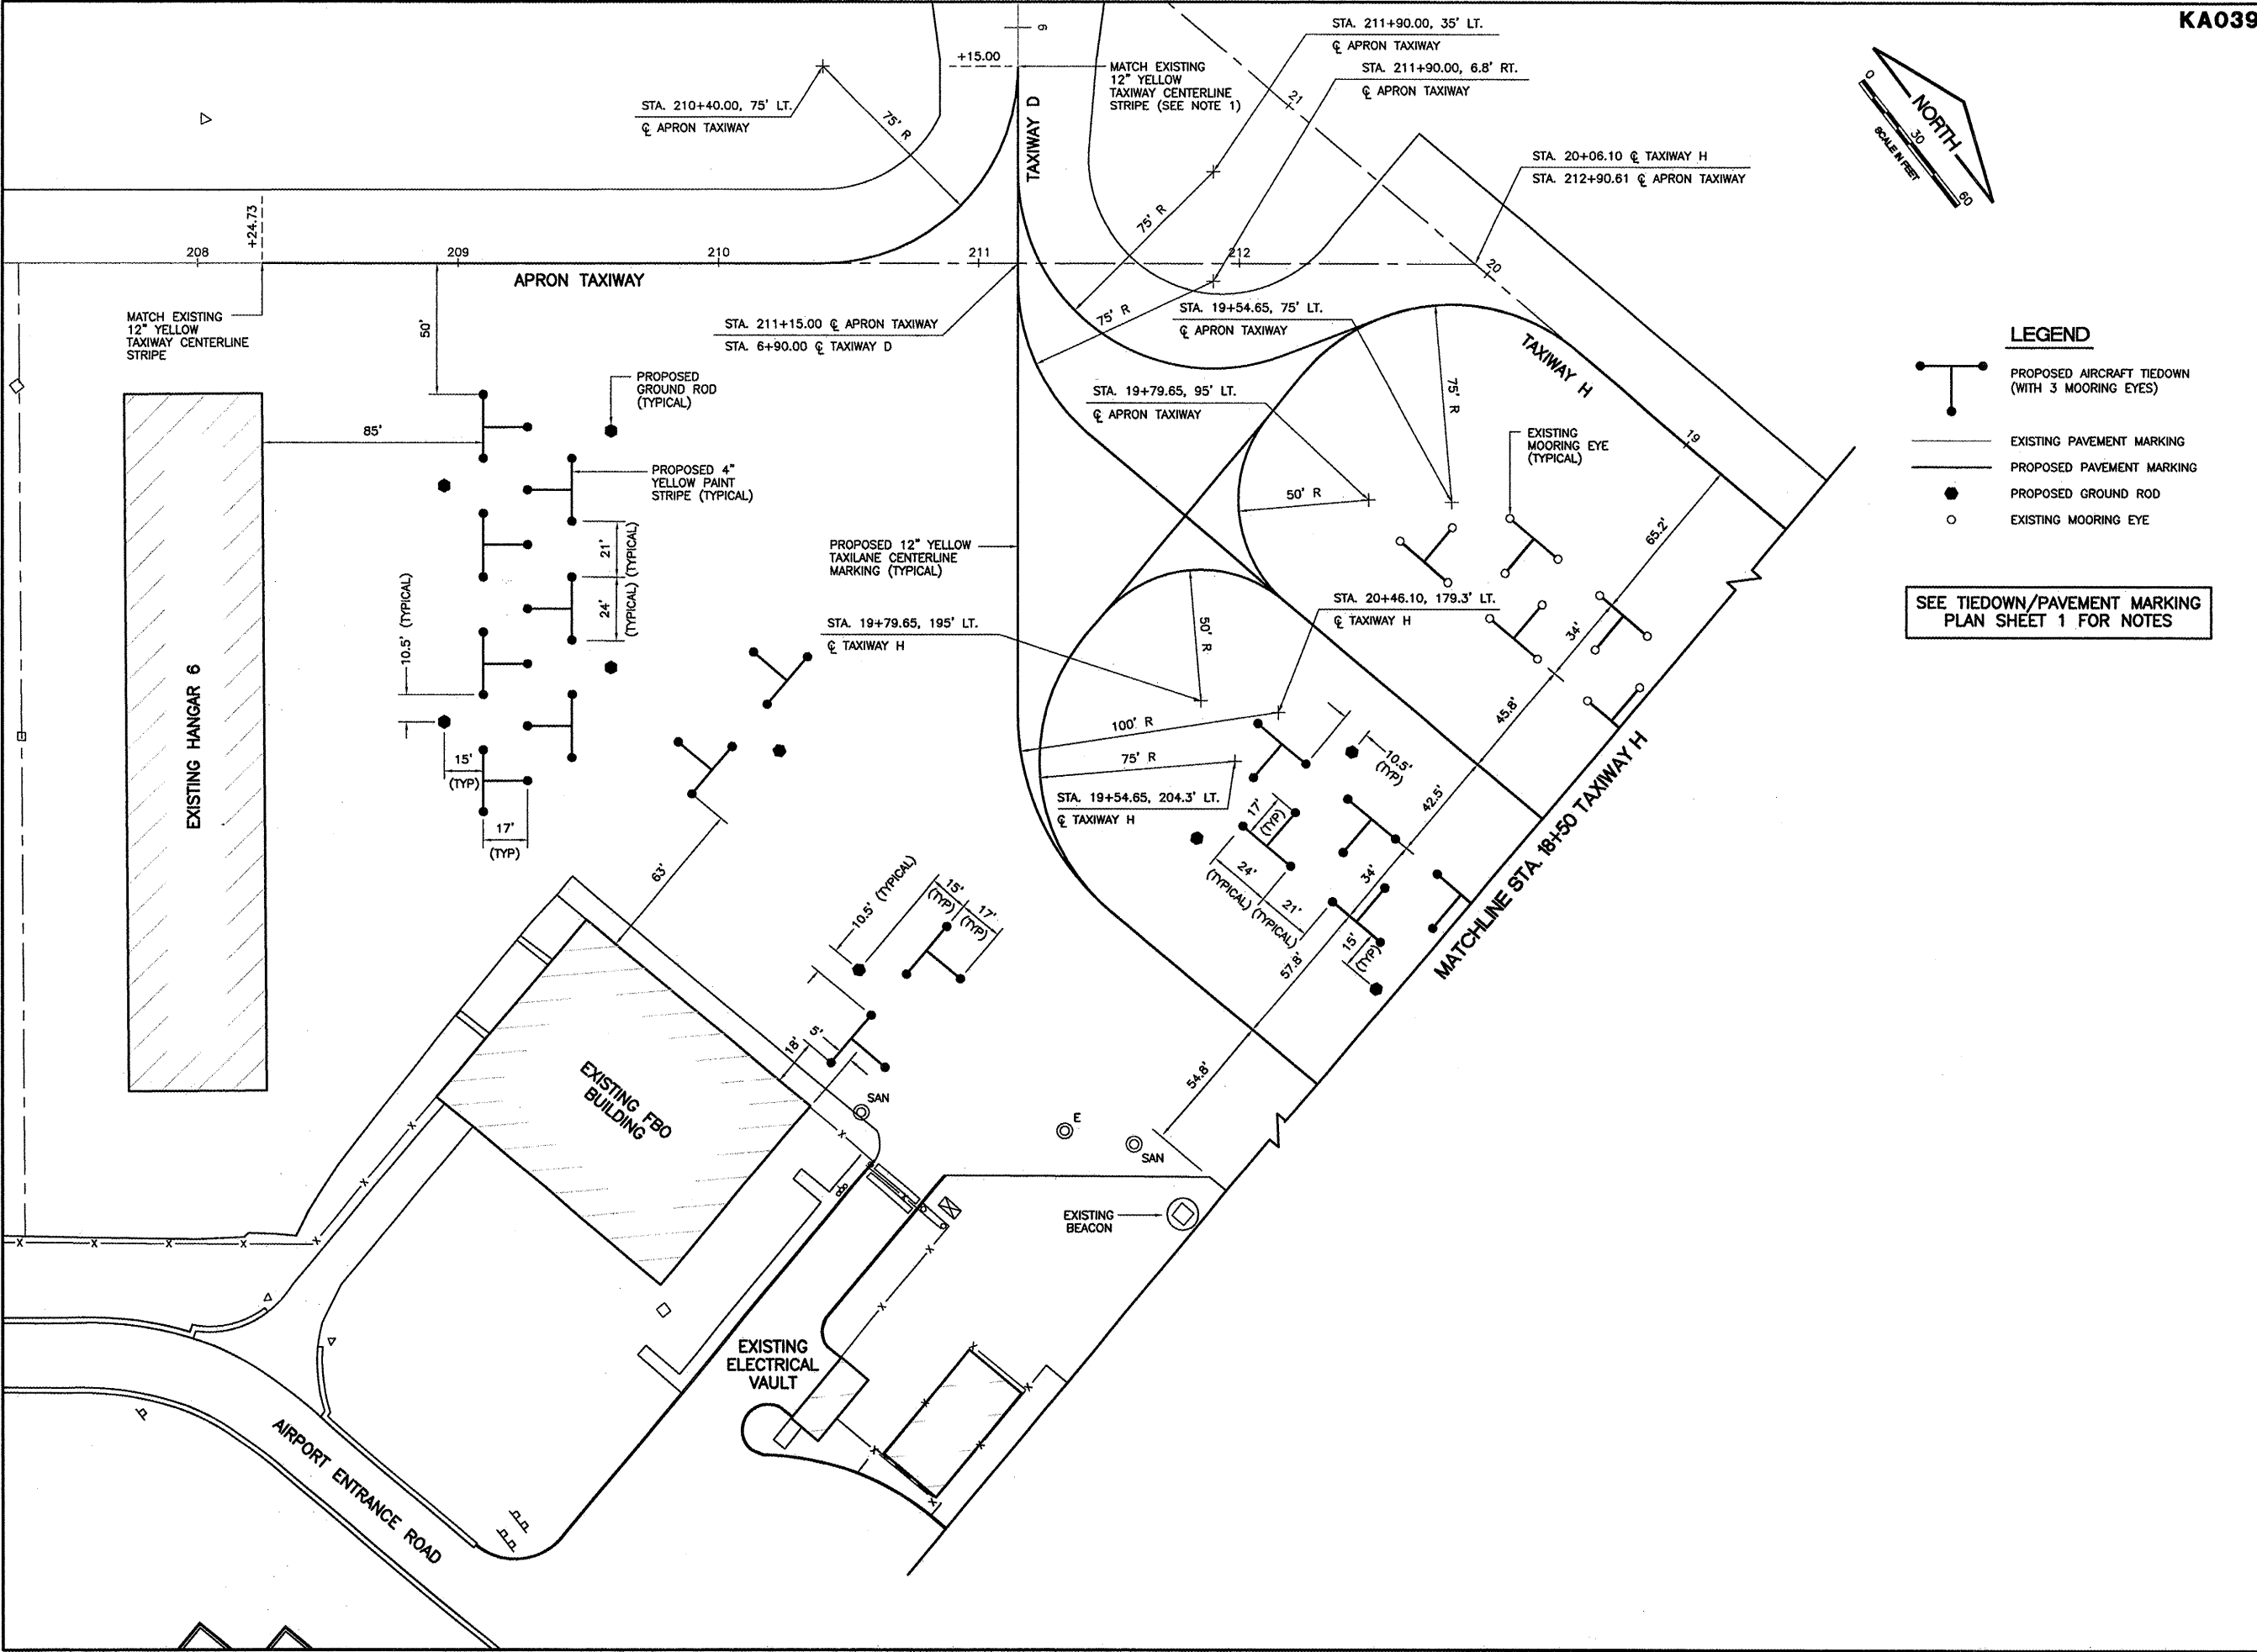 KA039
STA. 211+90.00, 35' LT.
℄ APRON TAXIWAY
6
+15.00
MATCH EXISTING
12" YELLOW
TAXIWAY CENTERLINE
STRIPE (SEE NOTE 1)
STA. 211+90.00, 6.8' RT.
℄ APRON TAXIWAY
STA. 210+40.00, 75' LT.
℄ APRON TAXIWAY
75' R
TAXIWAY D
21
NORTH
0
30
60
SCALE IN FEET
STA. 20+06.10 ℄ TAXIWAY H
STA. 212+90.61 ℄ APRON TAXIWAY
75' R
+24.73
208
209
210
211
212
20
APRON TAXIWAY
MATCH EXISTING
12" YELLOW
TAXIWAY CENTERLINE
STRIPE
50'
STA. 211+15.00 ℄ APRON TAXIWAY
STA. 6+90.00 ℄ TAXIWAY D
75' R
STA. 19+54.65, 75' LT.
℄ APRON TAXIWAY
TAXIWAY H
75' R
19
LEGEND
PROPOSED AIRCRAFT TIEDOWN
(WITH 3 MOORING EYES)
EXISTING PAVEMENT MARKING
PROPOSED PAVEMENT MARKING
PROPOSED GROUND ROD
EXISTING MOORING EYE
PROPOSED
GROUND ROD
(TYPICAL)
STA. 19+79.65, 95' LT.
℄ APRON TAXIWAY
85'
EXISTING
MOORING EYE
(TYPICAL)
PROPOSED 4"
YELLOW PAINT
STRIPE (TYPICAL)
50' R
65.2'
21'
(TYPICAL)
24'
(TYPICAL)
PROPOSED 12" YELLOW
TAXILANE CENTERLINE
MARKING (TYPICAL)
10.5' (TYPICAL)
SEE TIEDOWN/PAVEMENT MARKING
PLAN SHEET 1 FOR NOTES
STA. 20+46.10, 179.3' LT.
℄ TAXIWAY H
STA. 19+79.65, 195' LT.
℄ TAXIWAY H
50' R
34'
45.8'
EXISTING HANGAR 6
100' R
75' R
10.5'
(TYP)
15'
(TYP)
17'
(TYP)
STA. 19+54.65, 204.3' LT.
℄ TAXIWAY H
17'
(TYP)
42.5'
MATCHLINE STA. 18+50 TAXIWAY H
63'
24'
(TYPICAL)
21'
(TYPICAL)
34'
15'
(TYP)
57.8'
10.5' (TYPICAL)
15'
(TYP)
17'
(TYP)
5'
18'
54.8'
EXISTING FBO
BUILDING
SAN
E
SAN
EXISTING
BEACON
EXISTING
ELECTRICAL
VAULT
AIRPORT ENTRANCE ROAD